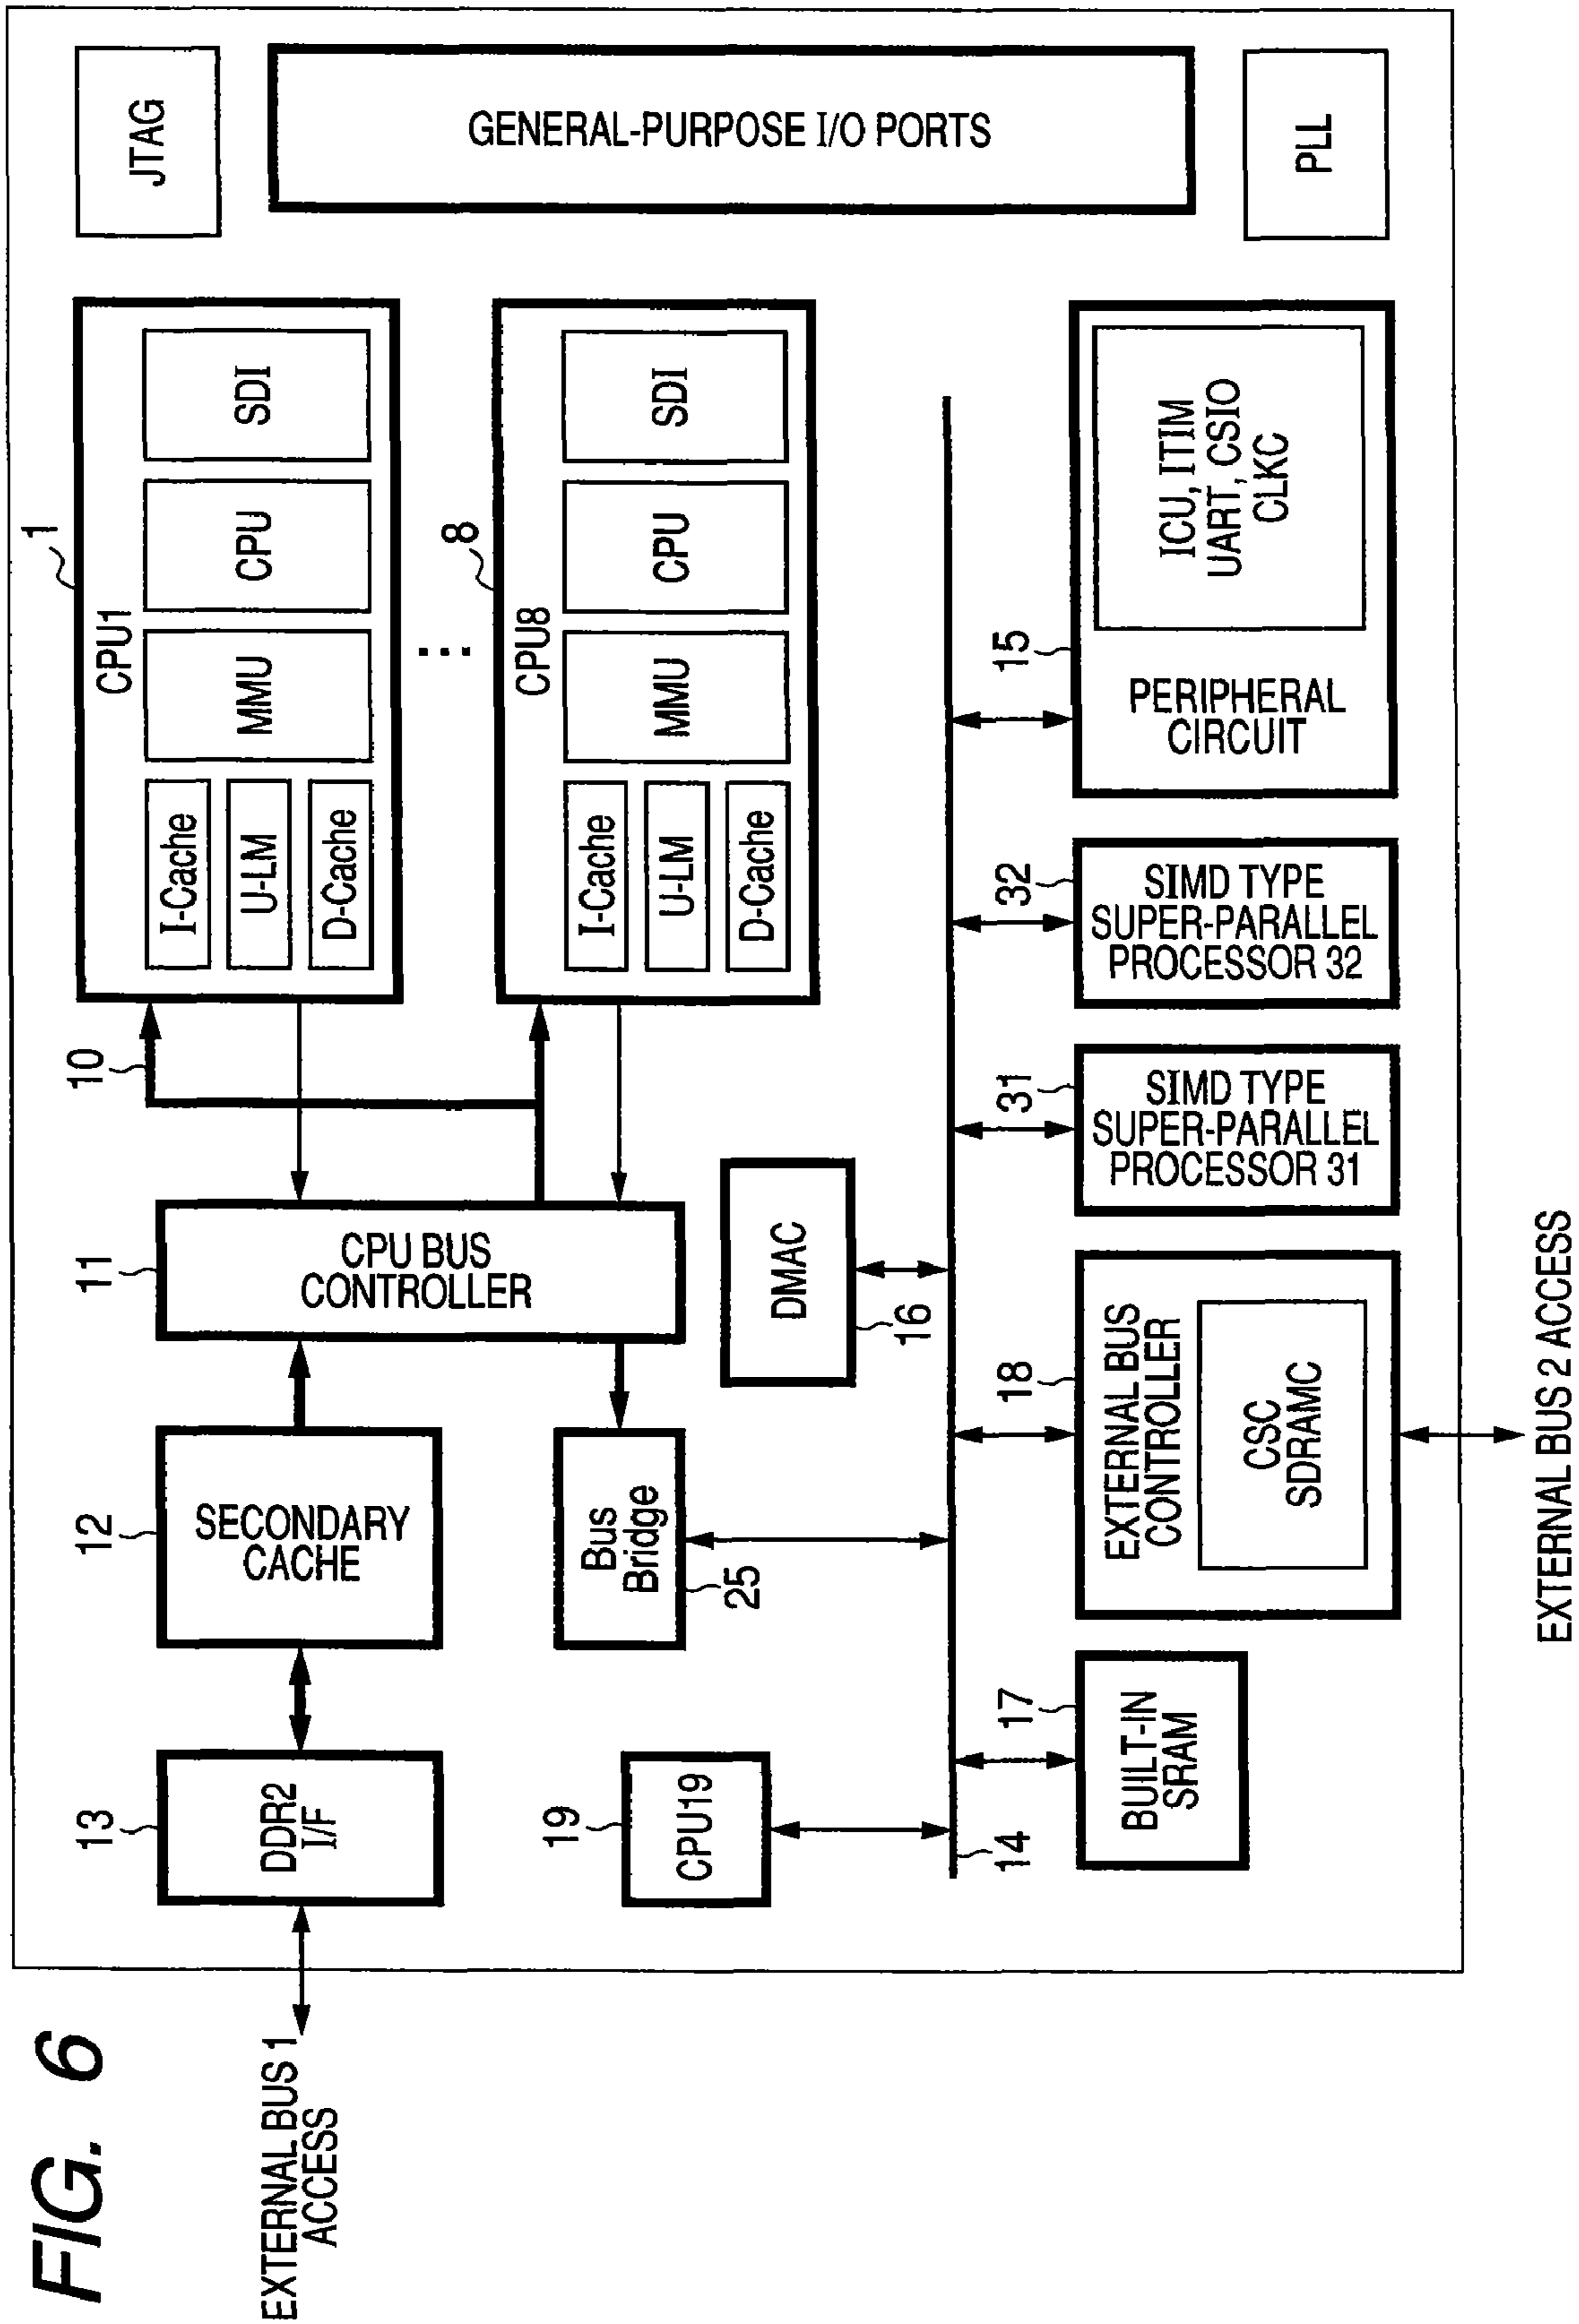 FIG. 6
1
CPU1
I-Cache
U-LM
D-Cache
MMU
CPU
SDI
JTAG
8
CPU8
I-Cache
U-LM
D-Cache
MMU
CPU
SDI
GENERAL-PURPOSE I/O PORTS
PLL
10
EXTERNAL BUS 1
ACCESS
13
DDR2
I/F
12
SECONDARY
CACHE
11
CPU BUS
CONTROLLER
19
CPU19
Bus
Bridge
25
DMAC
16
14
17
BUILT-IN
SRAM
18
EXTERNAL BUS
CONTROLLER
CSC
SDRAMC
31
SIMD TYPE
SUPER-PARALLEL
PROCESSOR 31
32
SIMD TYPE
SUPER-PARALLEL
PROCESSOR 32
15
PERIPHERAL
CIRCUIT
ICU, ITIM
UART, CSIO
CLKC
EXTERNAL BUS 2 ACCESS